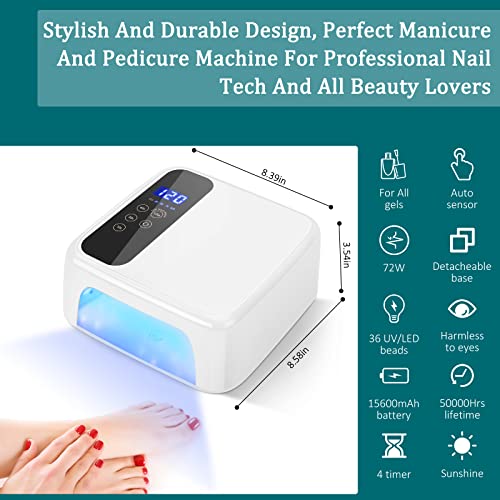 Stylish And Durable Design, Perfect Manicure
And Pedicure Machine For Professional Nail
Tech And All Beauty Lovers
8.39in
120
3.54in
8.58in
For All
gels
Auto
sensor
72W
Detacheable
base
36 UV/LED
beads
Harmless
to eyes
15600mAh
battery
50000Hrs
lifetime
4 timer
Sunshine